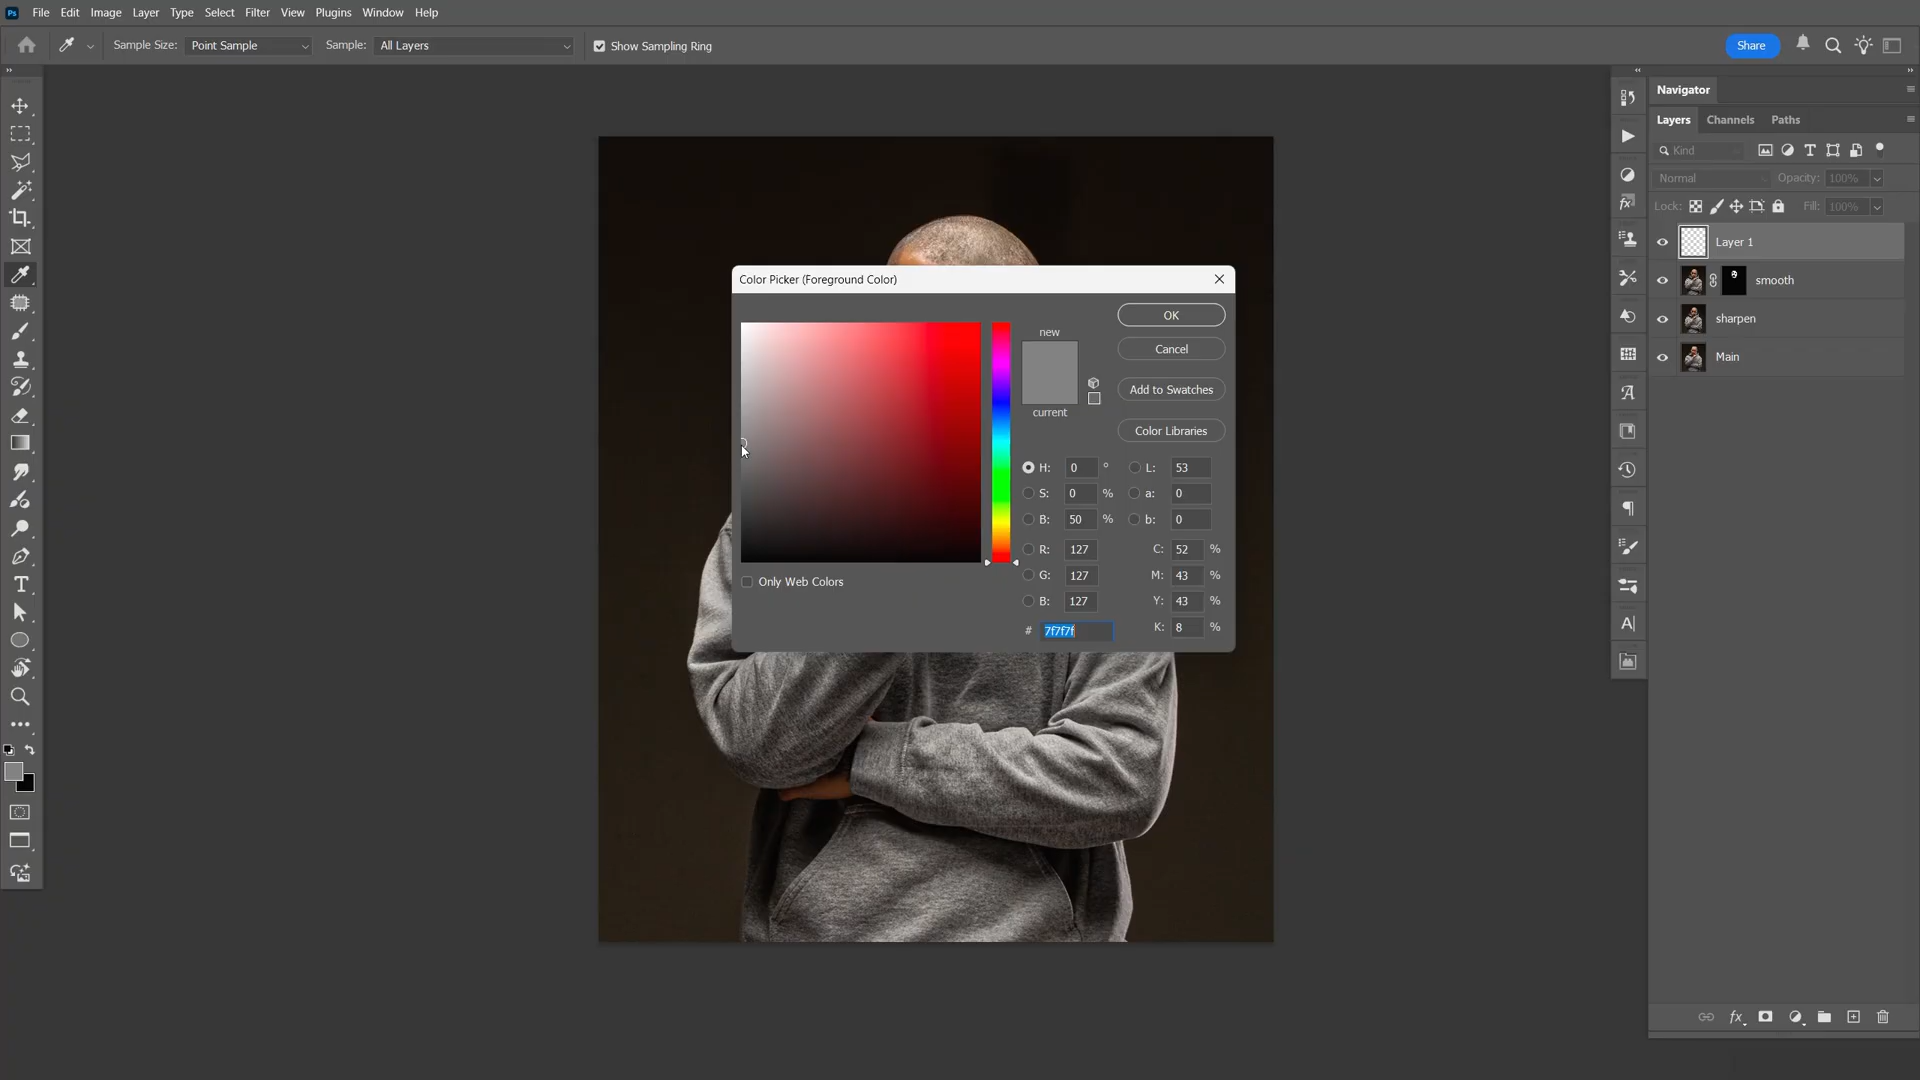 Ps File Edit Image Layer Type Select Filter View Plugins Window Help
Sample Size: Point Sample Sample: All Layers Show Sampling Ring Share
Navigator
Layers Channels Paths
Kind
Normal Opacity: 100%
Lock: Fill: 100%
Layer 1
smooth
sharpen
Main
Color Picker (Foreground Color)
new
current
OK
Cancel
Add to Swatches
Color Libraries
H: 0 ° L: 53
S: 0 % a: 0
B: 50 % b: 0
R: 127 C: 52 %
G: 127 M: 43 %
B: 127 Y: 43 %
# 7f7f7f K: 8 %
Only Web Colors